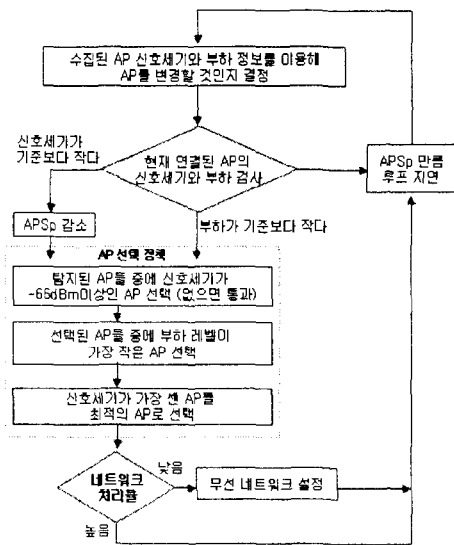 수집된 AP 신호세기와 부하 정보를 이용해
AP를 변경할 것인지 결정
신호세기가
기준보다 작다
현재 연결된 AP의
신호세기와 부하 검사
APSp 만큼
루프 지연
APSp 감소
부하가 기준보다 작다
AP 선택 정책
탐지된 AP들 중에 신호세기가
-65dBm이상인 AP 선택 (없으면 통과)
선택된 AP들 중에 부하 레벨이
가장 작은 AP 선택
신호세기가 가장 센 AP를
최적의 AP로 선택
네트워크
처리율
낮음
무선 네트워크 설정
높음